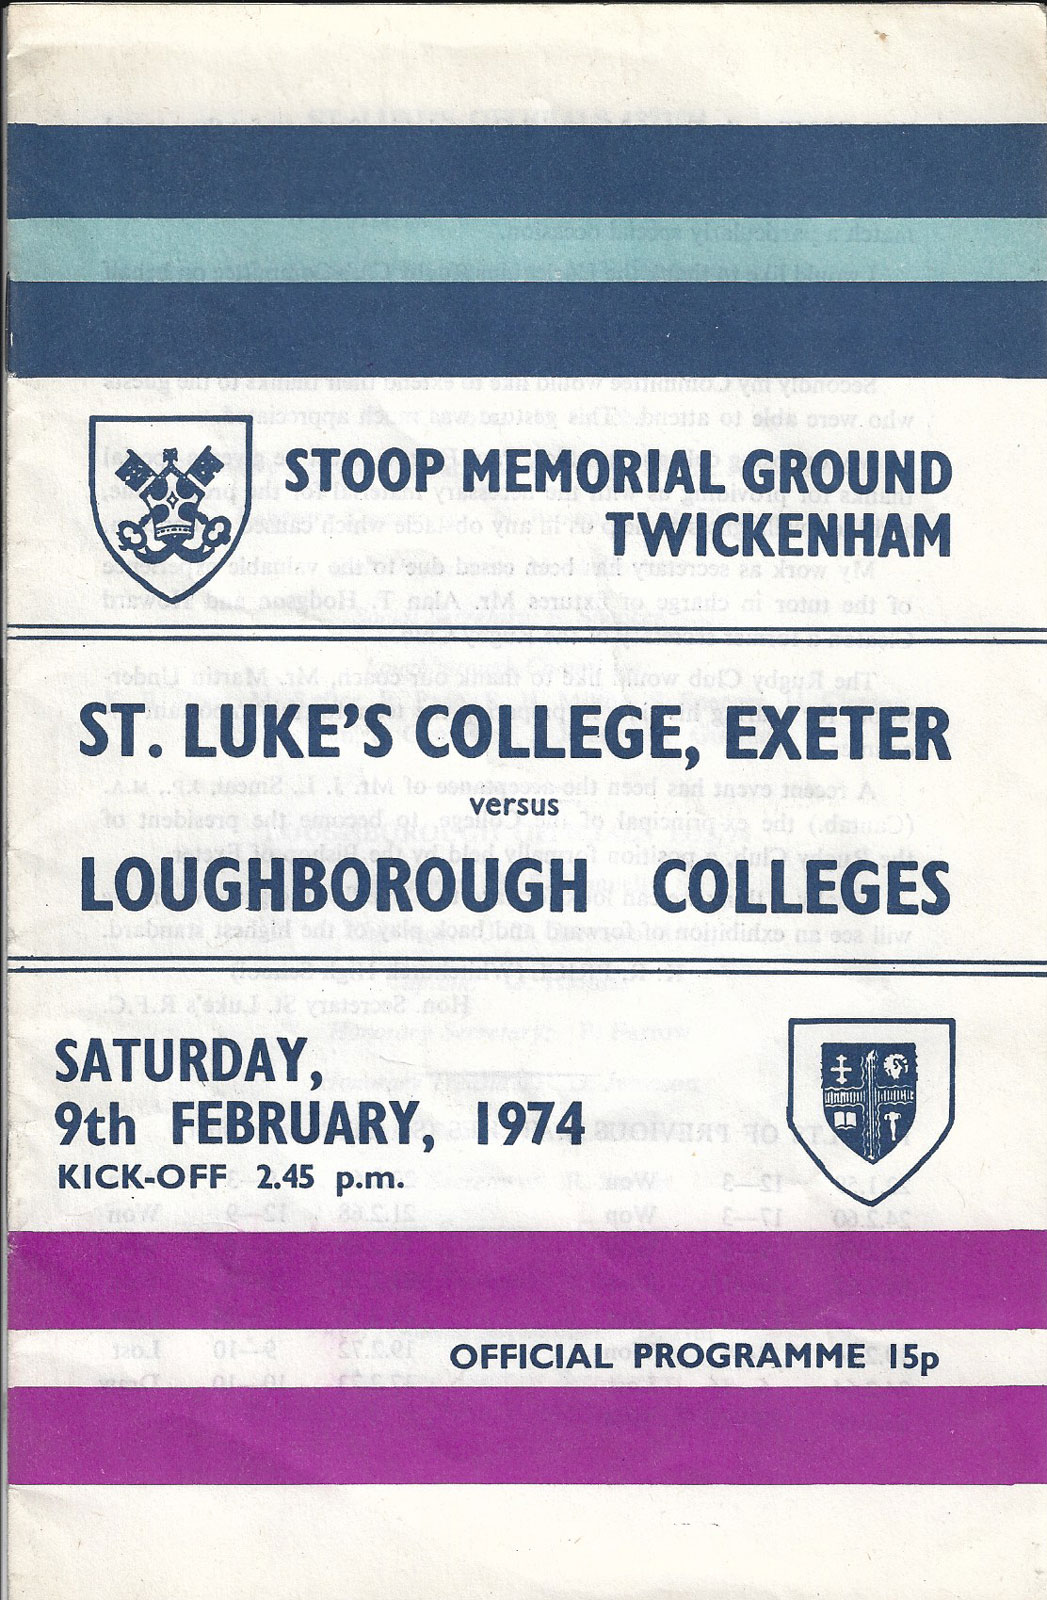 STOOP MEMORIAL GROUND
TWICKENHAM
ST. LUKE'S COLLEGE, EXETER
versus
LOUGHBOROUGH COLLEGES
SATURDAY,
9th FEBRUARY, 1974
KICK-OFF 2.45 p.m.
OFFICIAL PROGRAMME 15p